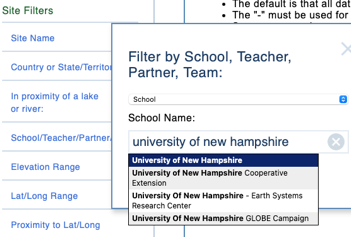 Site Filters
Site Name
Country or State/Territo
In proximity of a lake
or river:
School/Teacher/Partner/
Elevation Range
Lat/Long Range
Proximity to Lat/Long
The default is that all dat
The "-" must be used for
Filter by School, Teacher,
Partner, Team:
School
School Name:
university of new hampshire
University of New Hampshire
University of New Hampshire Cooperative
Extension
University Of New Hampshire - Earth Systems
Research Center
University Of New Hampshire GLOBE Campaign